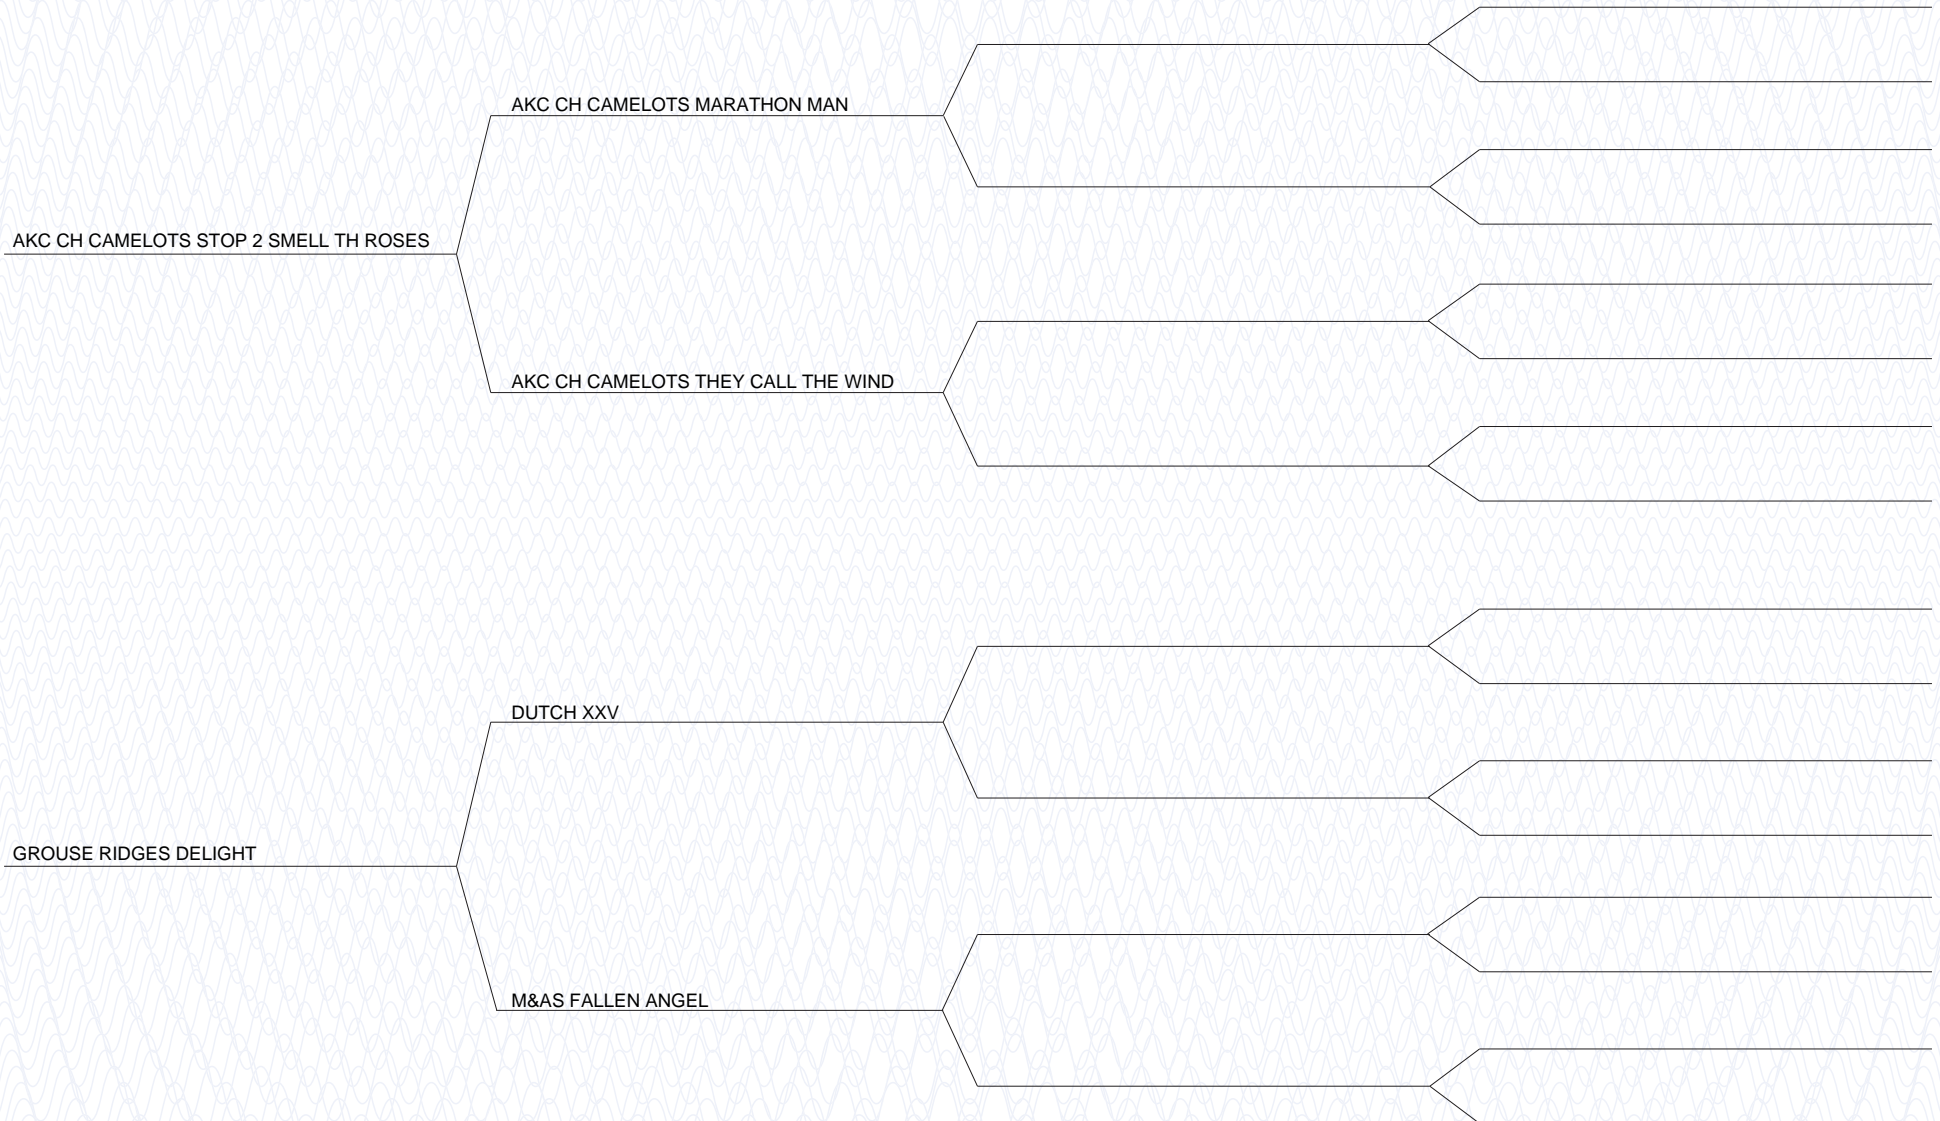 AKC CH CAMELOTS MARATHON MAN
AKC CH CAMELOTS STOP 2 SMELL TH ROSES
AKC CH CAMELOTS THEY CALL THE WIND
DUTCH XXV
GROUSE RIDGES DELIGHT
M&AS FALLEN ANGEL